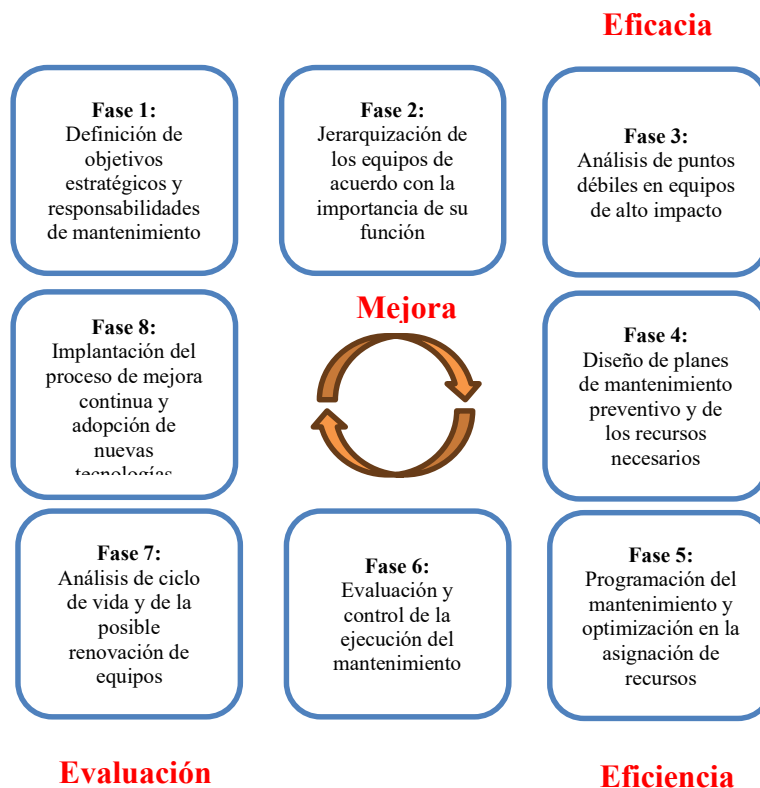 Eficacia
Fase 1:
Definición de
objetivos
estratégicos y
responsabilidades
de mantenimiento
Fase 2:
Jerarquización de
los equipos de
acuerdo con la
importancia de su
función
Fase 3:
Análisis de puntos
débiles en equipos
de alto impacto
Mejora
Fase 8:
Implantación del
proceso de mejora
continua y
adopción de
nuevas
tecnologías
Fase 4:
Diseño de planes
de mantenimiento
preventivo y de
los recursos
necesarios
Fase 7:
Análisis de ciclo
de vida y de la
posible
renovación de
equipos
Fase 6:
Evaluación y
control de la
ejecución del
mantenimiento
Fase 5:
Programación del
mantenimiento y
optimización en la
asignación de
recursos
Evaluación
Eficiencia